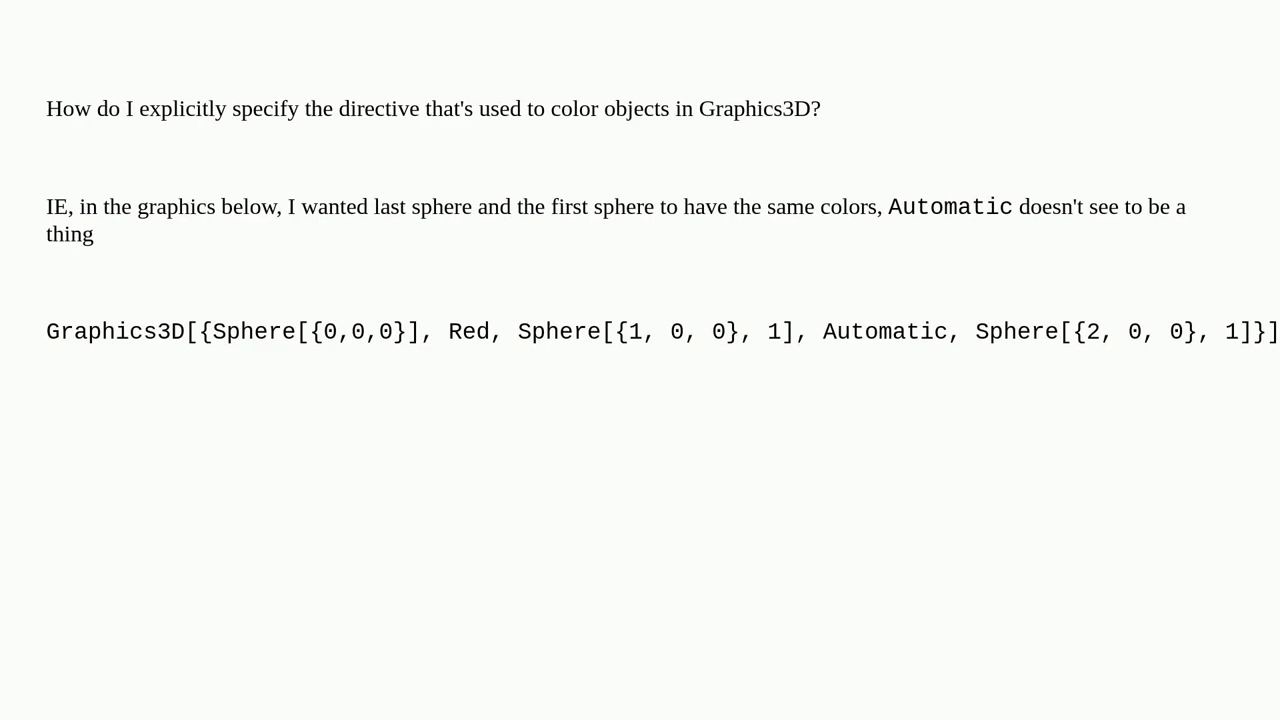 How do I explicitly specify the directive that's used to color objects in Graphics3D?
IE, in the graphics below, I wanted last sphere and the first sphere to have the same colors, Automatic doesn't see to be a
thing
Graphics3D[{Sphere[{0,0,0}], Red, Sphere[{1, 0, 0}, 1], Automatic, Sphere[{2, 0, 0}, 1]}]